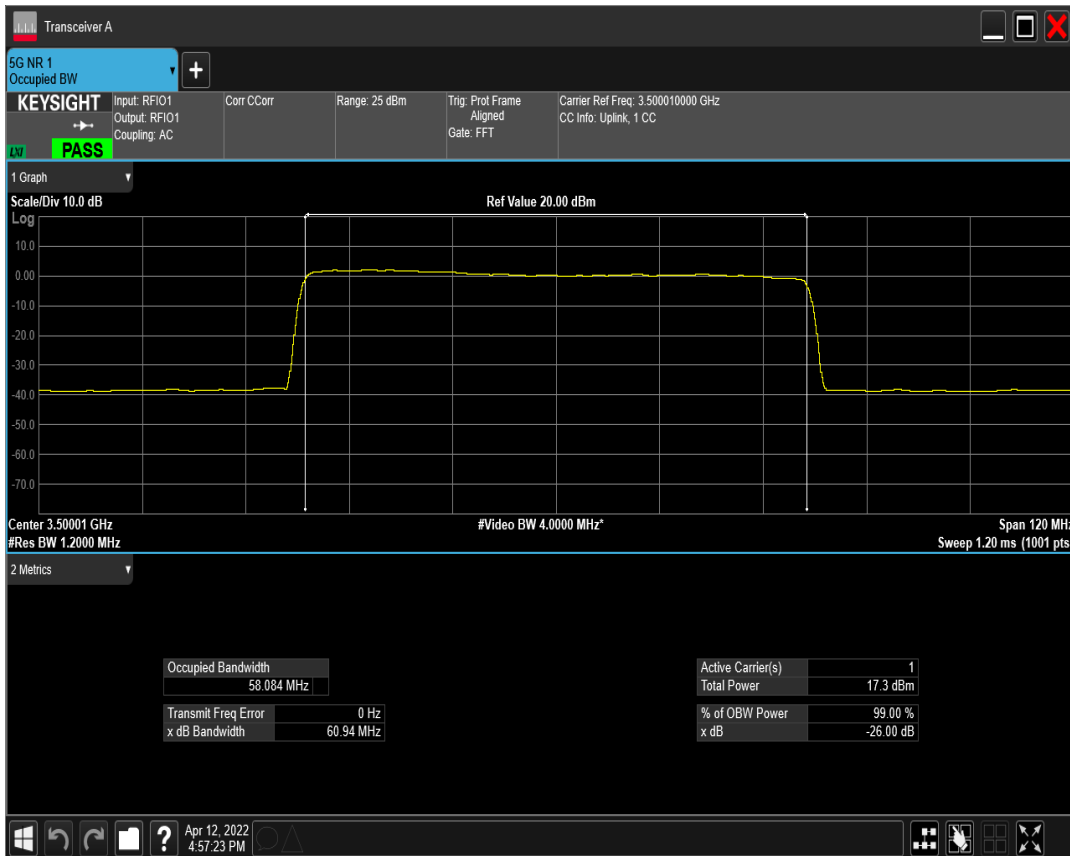 Transceiver A
5G NR 1
Occupied BW
KEYSIGHT
Input: RFIO1
Output: RFIO1
Coupling: AC
Corr CCorr
Range: 25 dBm
Trig: Prot Frame
Aligned
Gate: FFT
Carrier Ref Freq: 3.500010000 GHz
CC Info: Uplink, 1 CC
LXI
PASS
1 Graph
Scale/Div 10.0 dB
Ref Value 20.00 dBm
Log
10.0
0.00
-10.0
-20.0
-30.0
-40.0
-50.0
-60.0
-70.0
Center 3.50001 GHz
#Video BW 4.0000 MHz*
Span 120 MHz
#Res BW 1.2000 MHz
Sweep 1.20 ms (1001 pts
2 Metrics
Occupied Bandwidth
58.084 MHz
Transmit Freq Error 0 Hz
x dB Bandwidth 60.94 MHz
Active Carrier(s) 1
Total Power 17.3 dBm
% of OBW Power 99.00 %
x dB -26.00 dB
?
Apr 12, 2022
4:57:23 PM